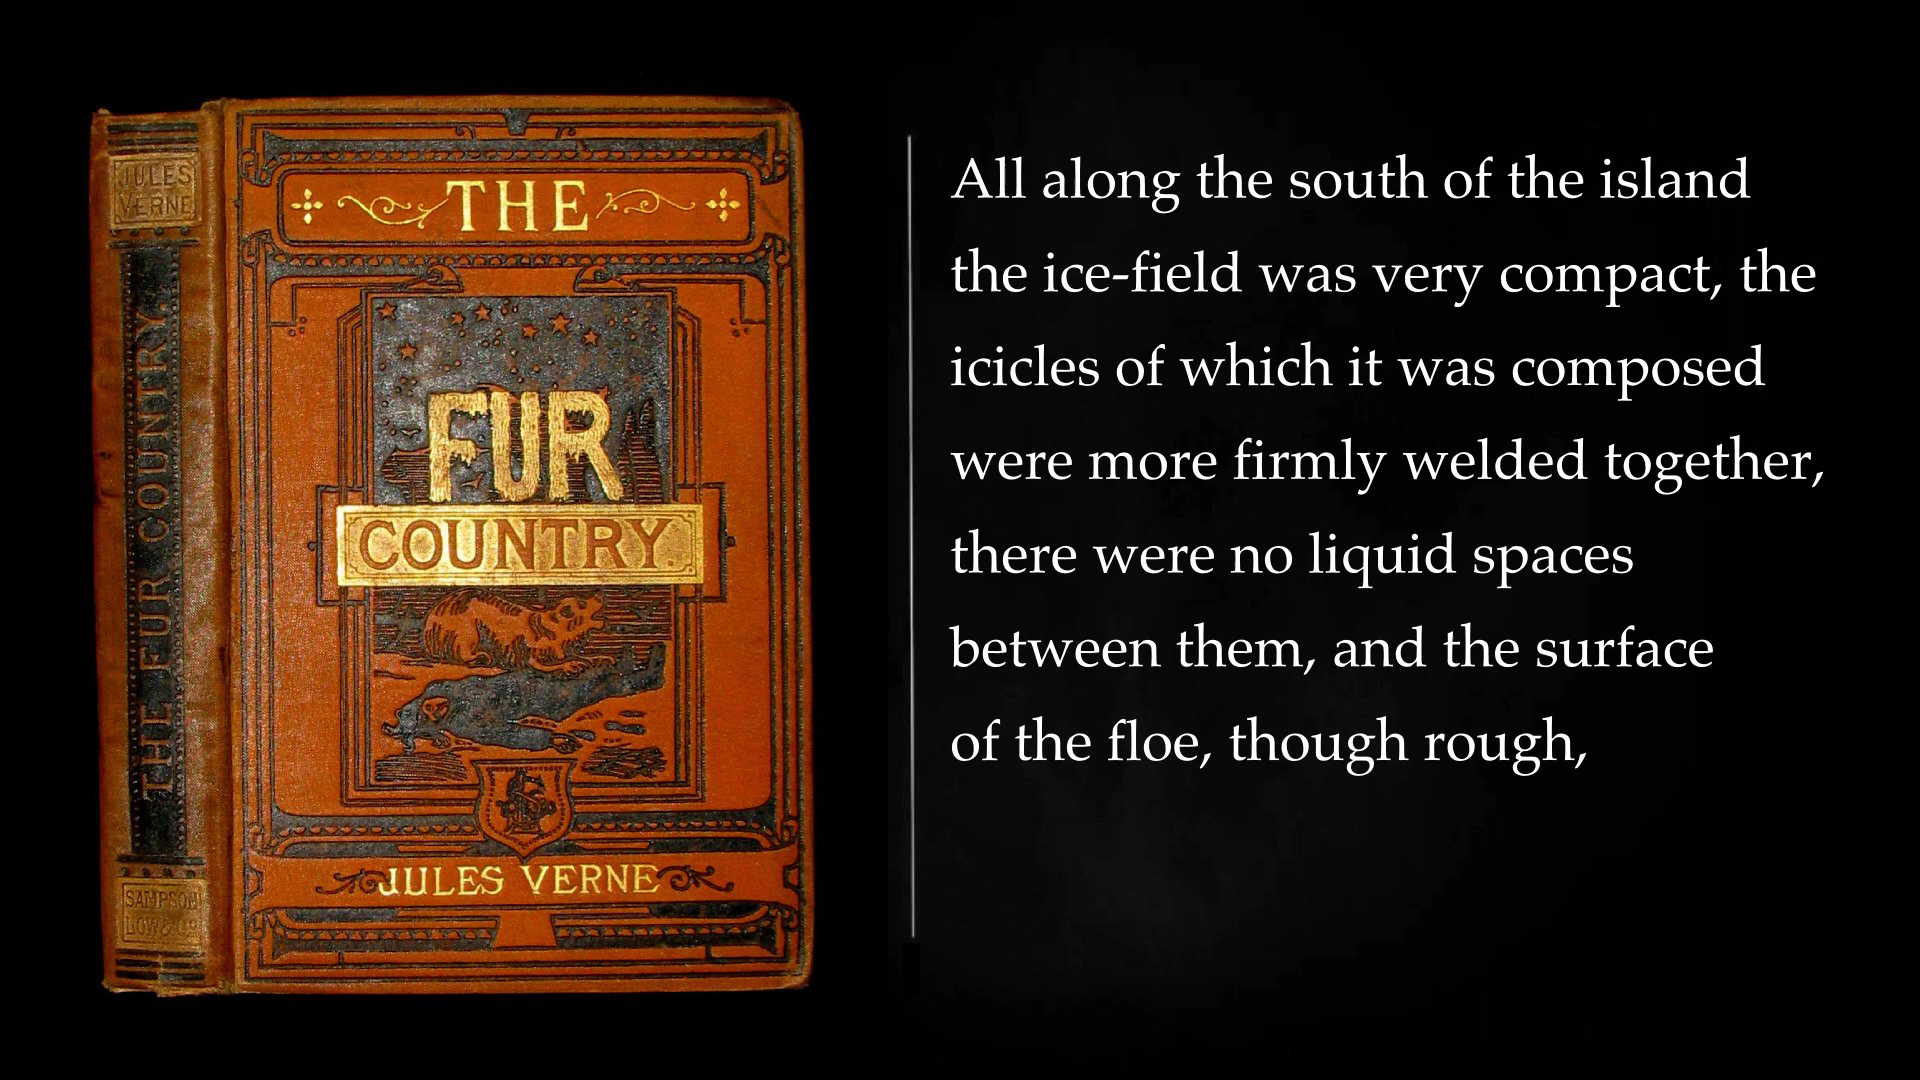 JULES
VERNE
THE FUR COUNTRY.
SAMPSON
LOW & Co
THE
FUR
COUNTRY.
JULES VERNE
All along the south of the island
the ice-field was very compact, the
icicles of which it was composed
were more firmly welded together,
there were no liquid spaces
between them, and the surface
of the floe, though rough,